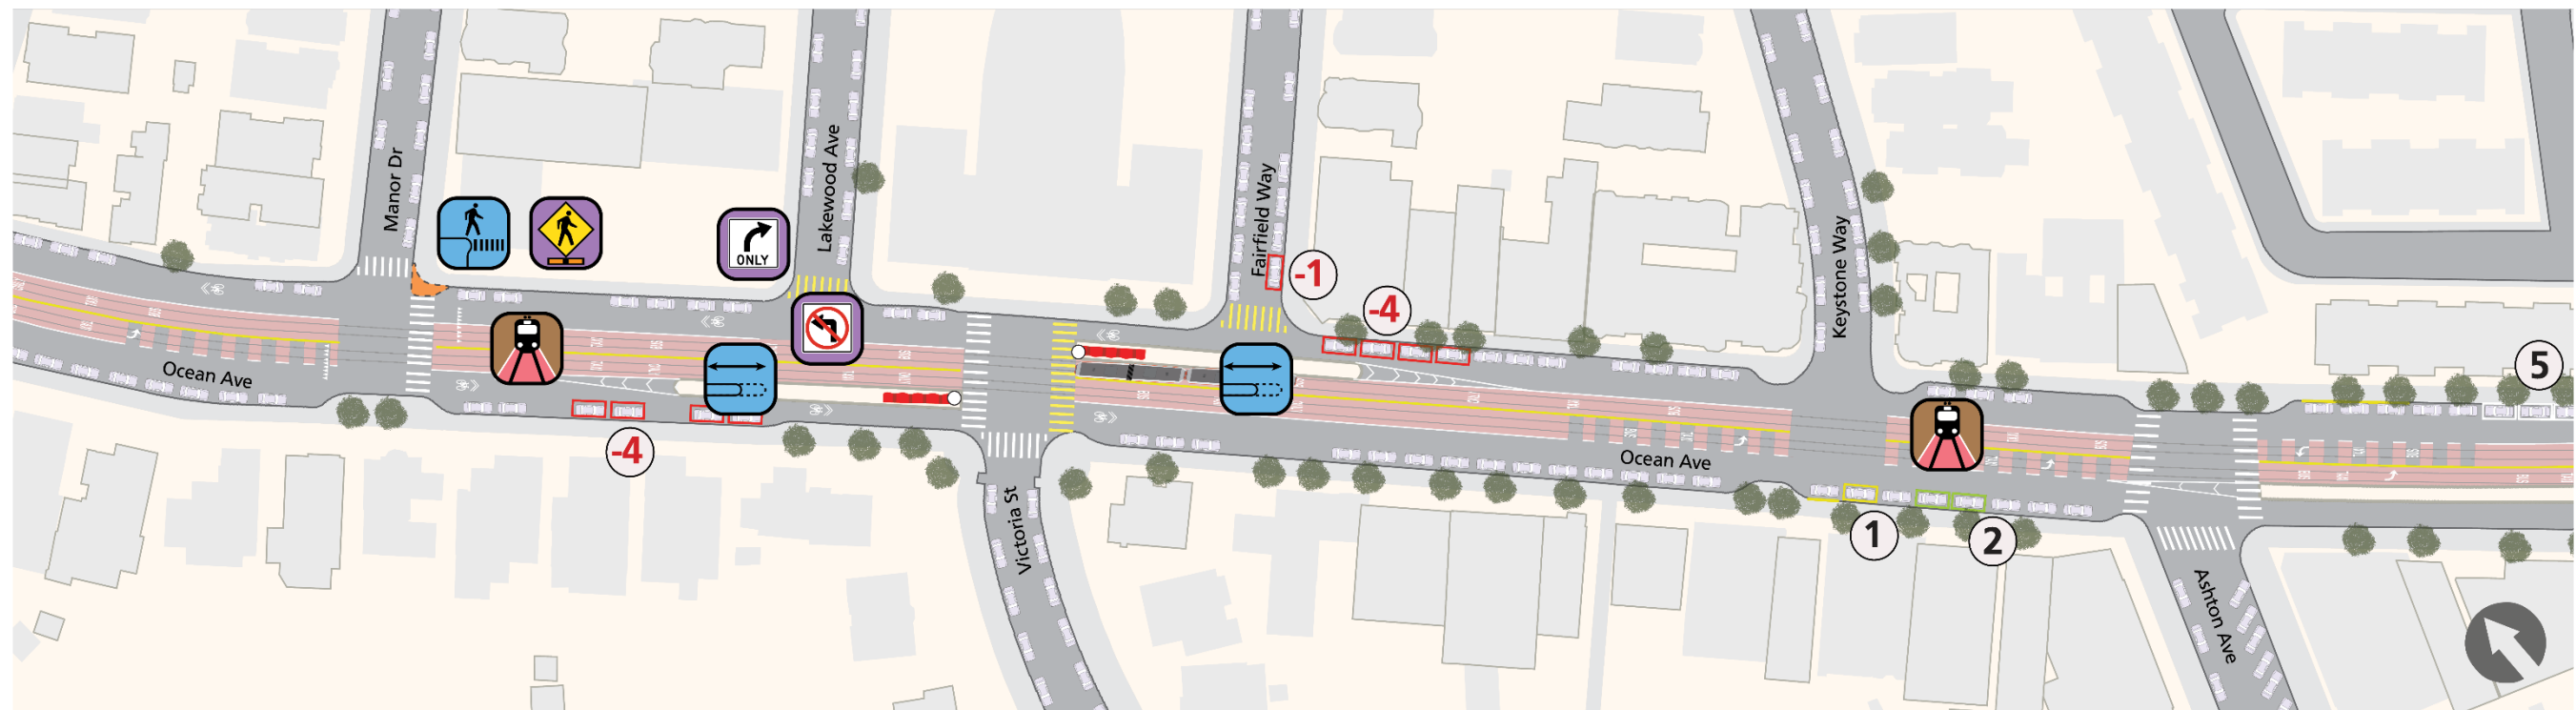 Manor Dr
Lakewood Ave
Fairfield Way
Keystone Way
ONLY
-1
-4
5
Ocean Ave
-4
Ocean Ave
Victoria St
1
2
Ashton Ave